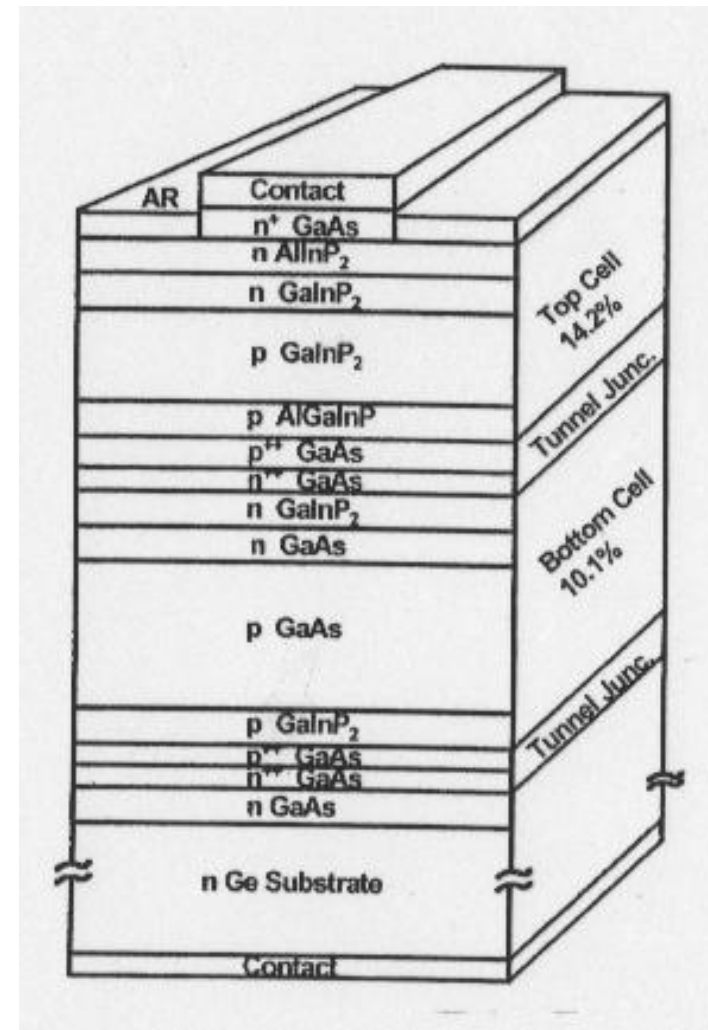 AR
Contact
n⁺ GaAs
n AlInP₂
n GaInP₂
p GaInP₂
p AlGaInP
p⁺⁺ GaAs
n⁺⁺ GaAs
n GaInP₂
n GaAs
p GaAs
p GaInP₂
p⁺⁺ GaAs
n⁺⁺ GaAs
n GaAs
n Ge Substrate
Contact
Top Cell
14.2%
Tunnel Junc.
Bottom Cell
10.1%
Tunnel Junc.